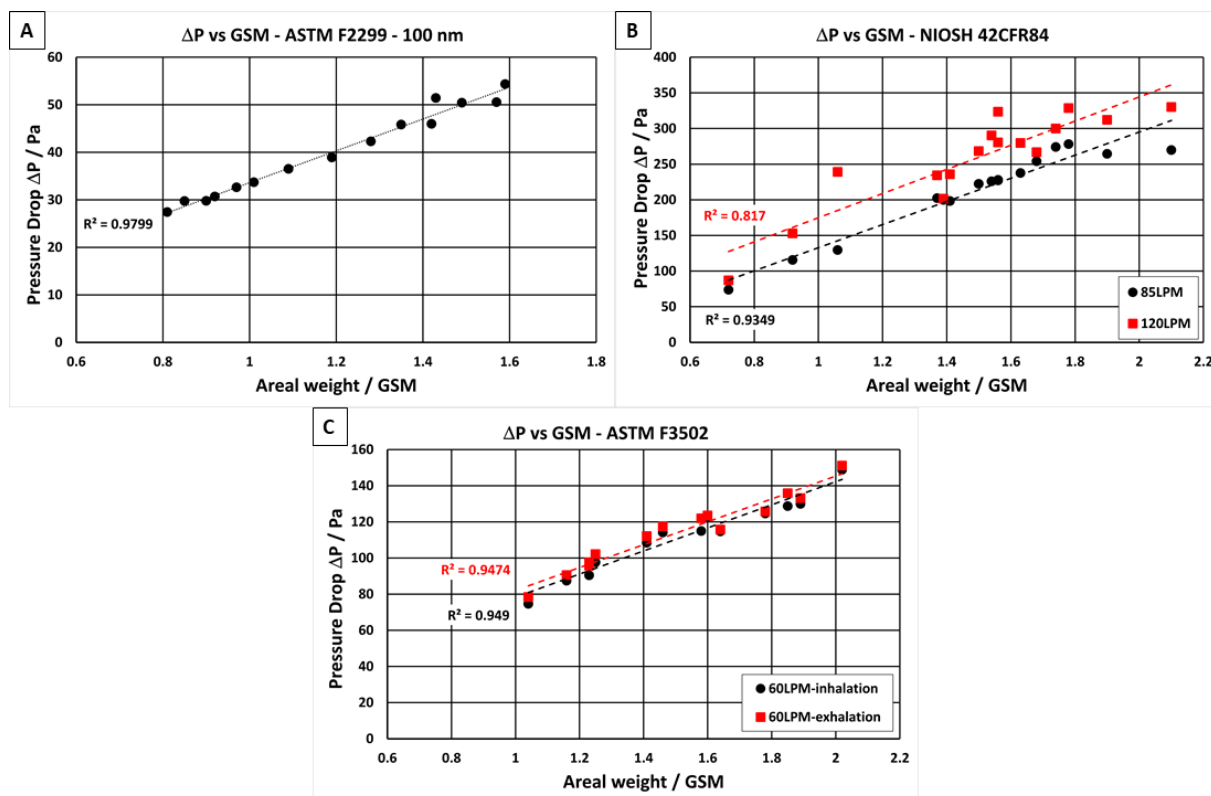 A
ΔP vs GSM - ASTM F2299 - 100 nm
Pressure Drop ΔP / Pa
60
50
40
30
20
10
0
R² = 0.9799
0.6 0.8 1 1.2 1.4 1.6 1.8
Areal weight / GSM
B
ΔP vs GSM - NIOSH 42CFR84
Pressure Drop ΔP / Pa
400
350
300
250
200
150
100
50
0
R² = 0.817
R² = 0.9349
85LPM
120LPM
0.6 0.8 1 1.2 1.4 1.6 1.8 2 2.2
Areal weight / GSM
C
ΔP vs GSM - ASTM F3502
Pressure Drop ΔP / Pa
160
140
120
100
80
60
40
20
0
R² = 0.9474
R² = 0.949
60LPM-inhalation
60LPM-exhalation
0.6 0.8 1 1.2 1.4 1.6 1.8 2 2.2
Areal weight / GSM